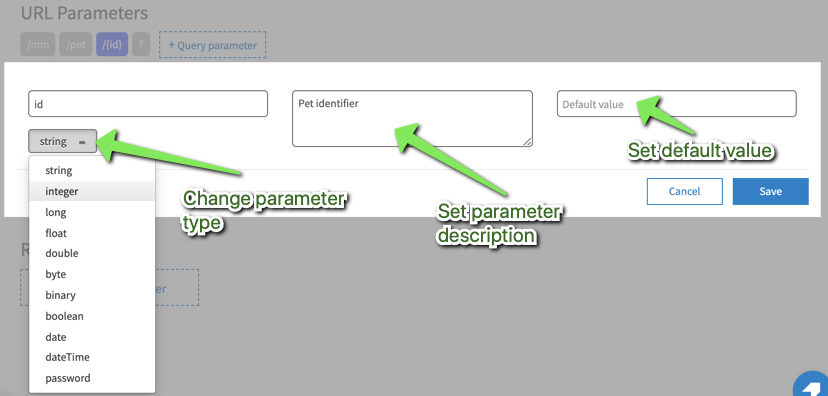 URL Parameters
/mm /pet /{id} ? + Query parameter
id
Pet identifier
Default value
string
Set default value
string
integer
long
float
double
byte
binary
boolean
date
dateTime
password
Change parameter
type
Set parameter
description
Cancel Save